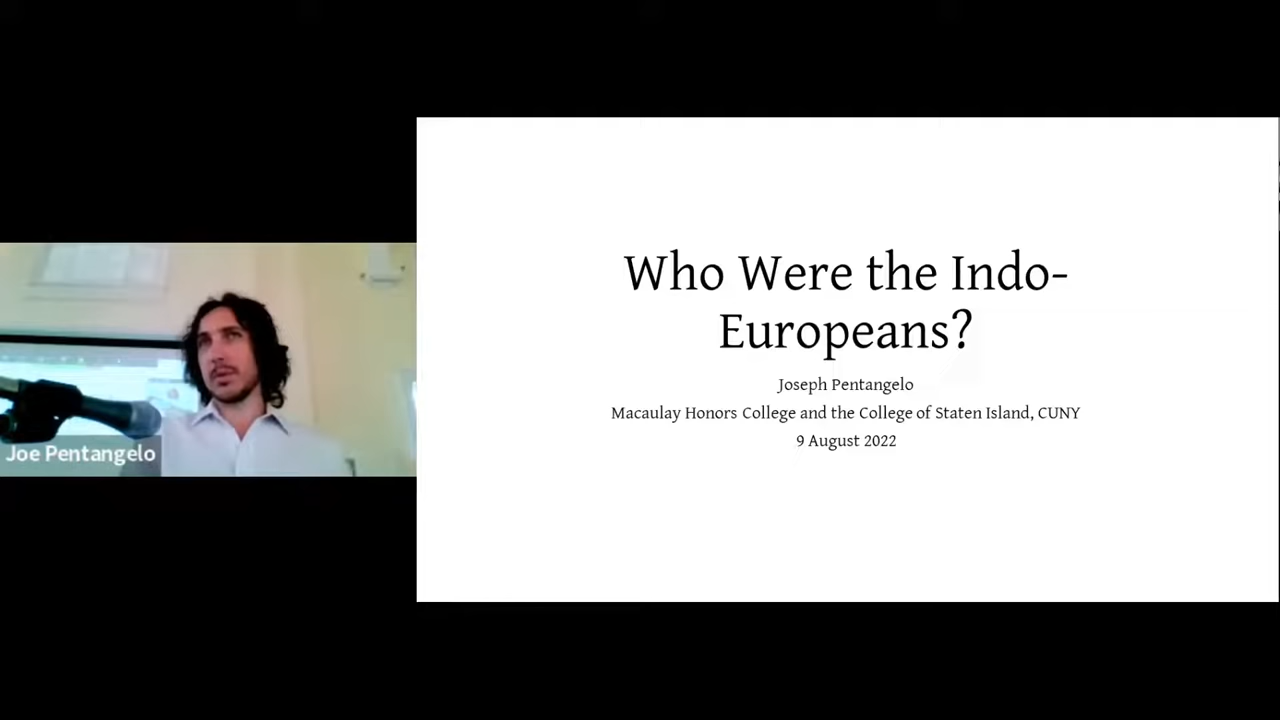 Who Were the Indo-
Europeans?
Joseph Pentangelo
Macaulay Honors College and the College of Staten Island, CUNY
9 August 2022
Joe Pentangelo